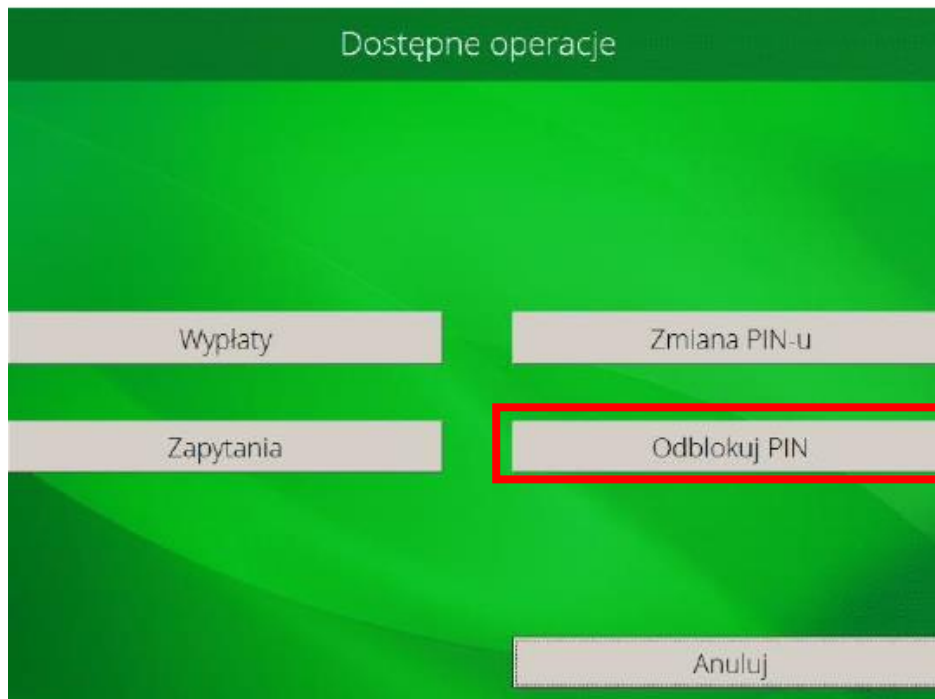 Dostępne operacje
Wypłaty
Zmiana PIN-u
Zapytania
Odblokuj PIN
Anuluj